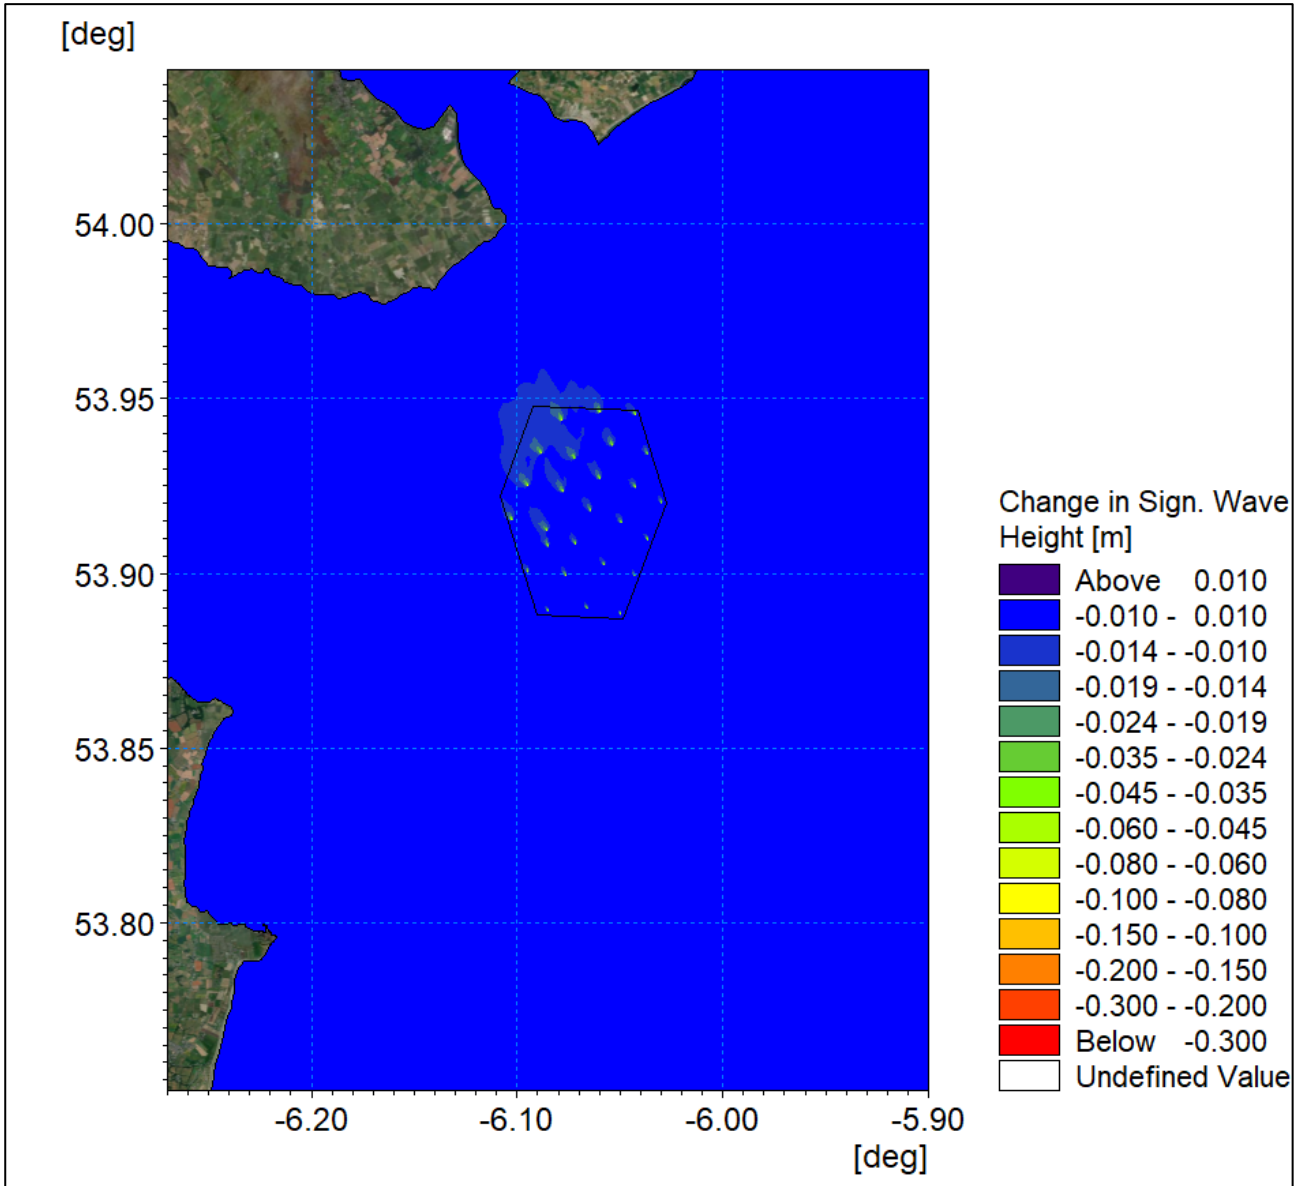 [deg]
54.00
53.95
53.90
53.85
53.80
-6.20
-6.10
-6.00
-5.90
[deg]
Change in Sign. Wave
Height [m]
Above 0.010
-0.010 - 0.010
-0.014 - -0.010
-0.019 - -0.014
-0.024 - -0.019
-0.035 - -0.024
-0.045 - -0.035
-0.060 - -0.045
-0.080 - -0.060
-0.100 - -0.080
-0.150 - -0.100
-0.200 - -0.150
-0.300 - -0.200
Below -0.300
Undefined Value